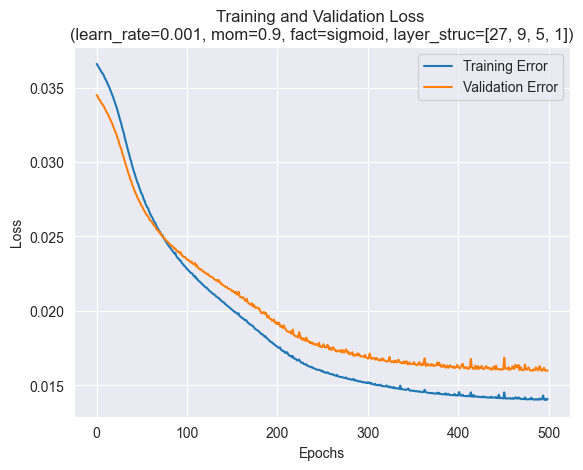 Training and Validation Loss
(learn_rate=0.001, mom=0.9, fact=sigmoid, layer_struc=[27, 9, 5, 1])
Training Error
Validation Error
Loss
0.035
0.030
0.025
0.020
0.015
0 100 200 300 400 500
Epochs